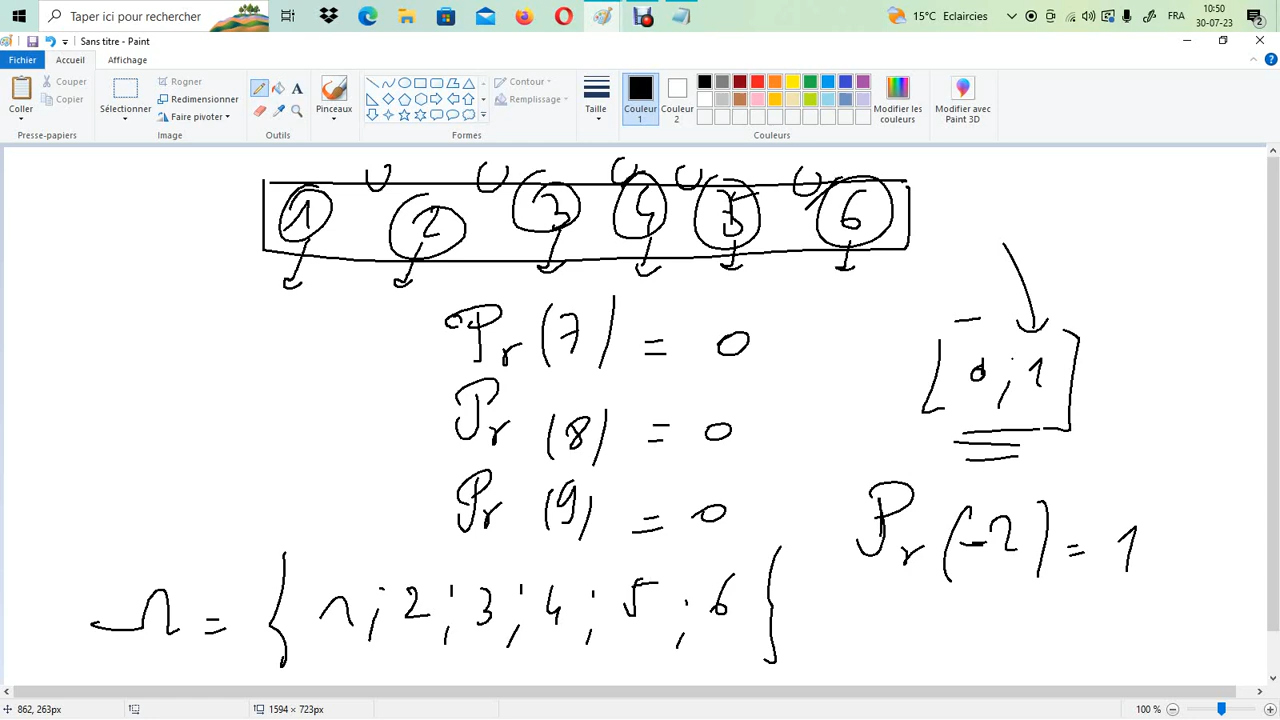 Taper ici pour rechercher
15°C Eclaircies
FRA
10:50
30-07-23
2
Sans titre - Paint
Fichier
Accueil
Affichage
Coller
Couper
Copier
Presse-papiers
Sélectionner
Rogner
Redimensionner
Faire pivoter
Image
A
Outils
Pinceaux
Contour
Remplissage
Formes
Taille
Couleur 1
Couleur 2
Modifier les couleurs
Couleurs
Modifier avec Paint 3D
1 U 2 U 3 U 4 U 5 U 6
Pr (7) = 0
[0 ; 1]
Pr (8) = 0
Pr (9) = 0
Pr (-2) = 1
Ω = { 1 ; 2 ; 3 ; 4 ; 5 ; 6 }
862, 263px
1594 × 723px
100 %